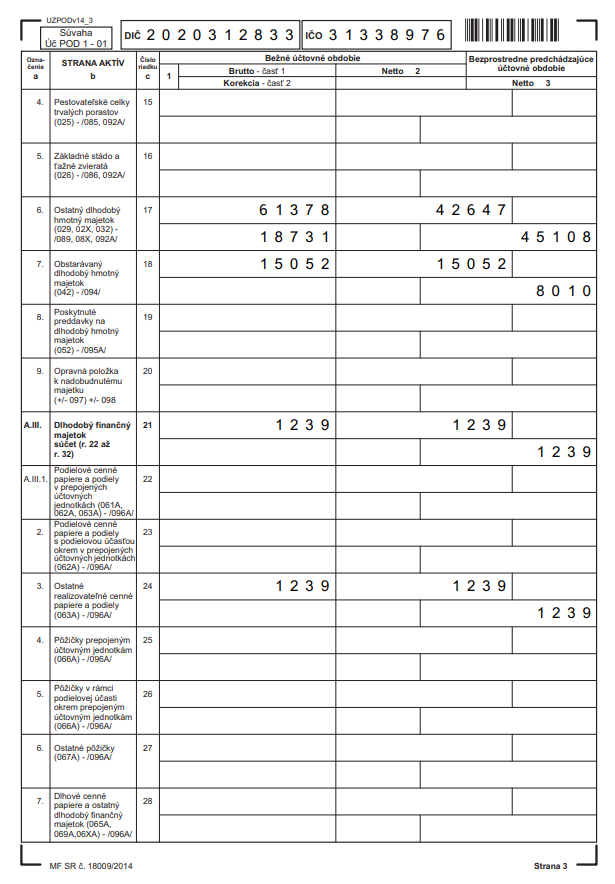 UZPODv14_3
Súvaha
Úč POD 1 - 01
DIČ 2 0 2 0 3 1 2 8 3 3
IČO 3 1 3 3 8 9 7 6
Ozna-
čenie
a
STRANA AKTÍV
b
Číslo
riadku
c
Bežné účtovné obdobie
1
Brutto - časť 1
Korekcia - časť 2
Netto 2
Bezprostredne predchádzajúce
účtovné obdobie
Netto 3
4. Pestovateľské celky 15
trvalých porastov
(025) - /085, 092A/
5. Základné stádo a 16
ťažné zvieratá
(026) - /086, 092A/
6. Ostatný dlhodobý 17 6 1 3 7 8 4 2 6 4 7
hmotný majetok
(029, 02X, 032) -
/089, 08X, 092A/ 1 8 7 3 1 4 5 1 0 8
7. Obstarávaný 18 1 5 0 5 2 1 5 0 5 2
dlhodobý hmotný
majetok
(042) - /094/ 8 0 1 0
8. Poskytnuté 19
preddavky na
dlhodobý hmotný
majetok
(052) - /095A/
9. Opravná položka 20
k nadobudnutému
majetku
(+/- 097) +/- 098
A.III. Dlhodobý finančný 21 1 2 3 9 1 2 3 9
majetok
súčet (r. 22 až
r. 32) 1 2 3 9
A.III.1. Podielové cenné 22
papiere a podiely
v prepojených
účtovných
jednotkách (061A,
062A, 063A) - /096A/
2. Podielové cenné 23
papiere a podiely
s podielovou účasťou
okrem v prepojených
účtovných jednotkách
(062A) - /096A/
3. Ostatné 24 1 2 3 9 1 2 3 9
realizovateľné cenné
papiere a podiely
(063A) - /096A/ 1 2 3 9
4. Pôžičky prepojeným 25
účtovným jednotkám
(066A) - /096A/
5. Pôžičky v rámci 26
podielovej účasti
okrem prepojeným
účtovným jednotkám
(066A) - /096A/
6. Ostatné pôžičky 27
(067A) - /096A/
7. Dlhové cenné 28
papiere a ostatný
dlhodobý finančný
majetok (065A,
069A,06XA) - /096A/
MF SR č. 18009/2014
Strana 3